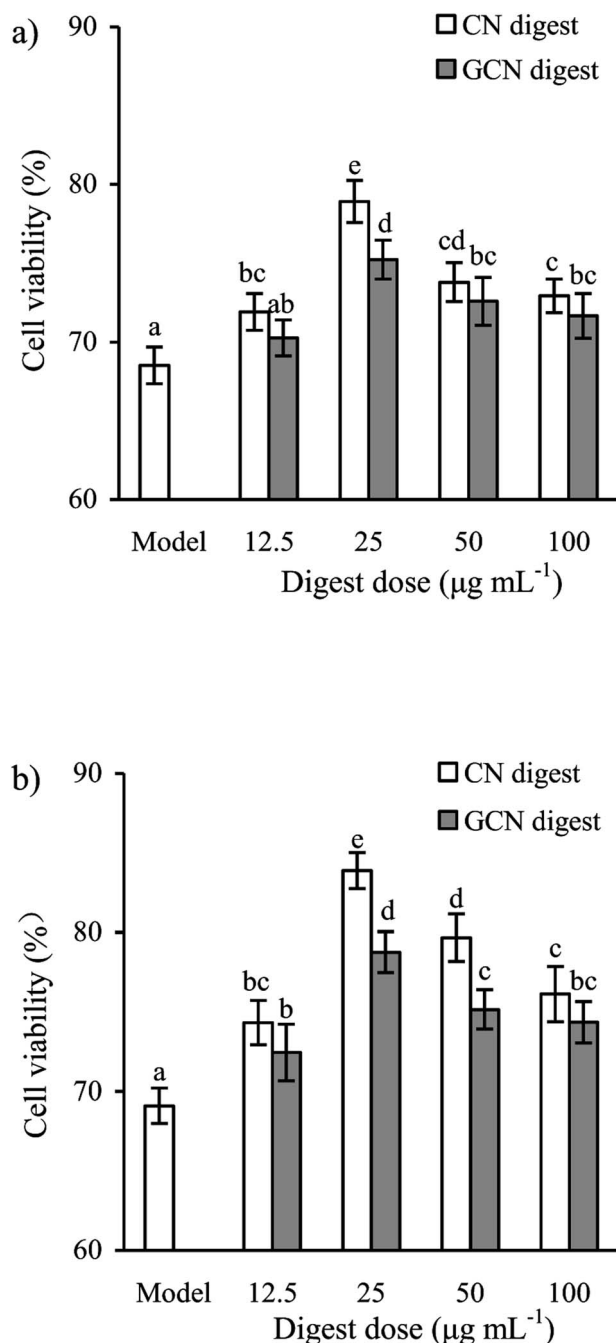 a)
90
80
70
60
Cell viability (%)
CN digest
GCN digest
a
bc
ab
e
d
cd
bc
c
bc
Model 12.5 25 50 100
Digest dose (μg mL⁻¹)
b)
90
80
70
60
Cell viability (%)
CN digest
GCN digest
a
bc
b
e
d
d
c
c
bc
Model 12.5 25 50 100
Digest dose (μg mL⁻¹)